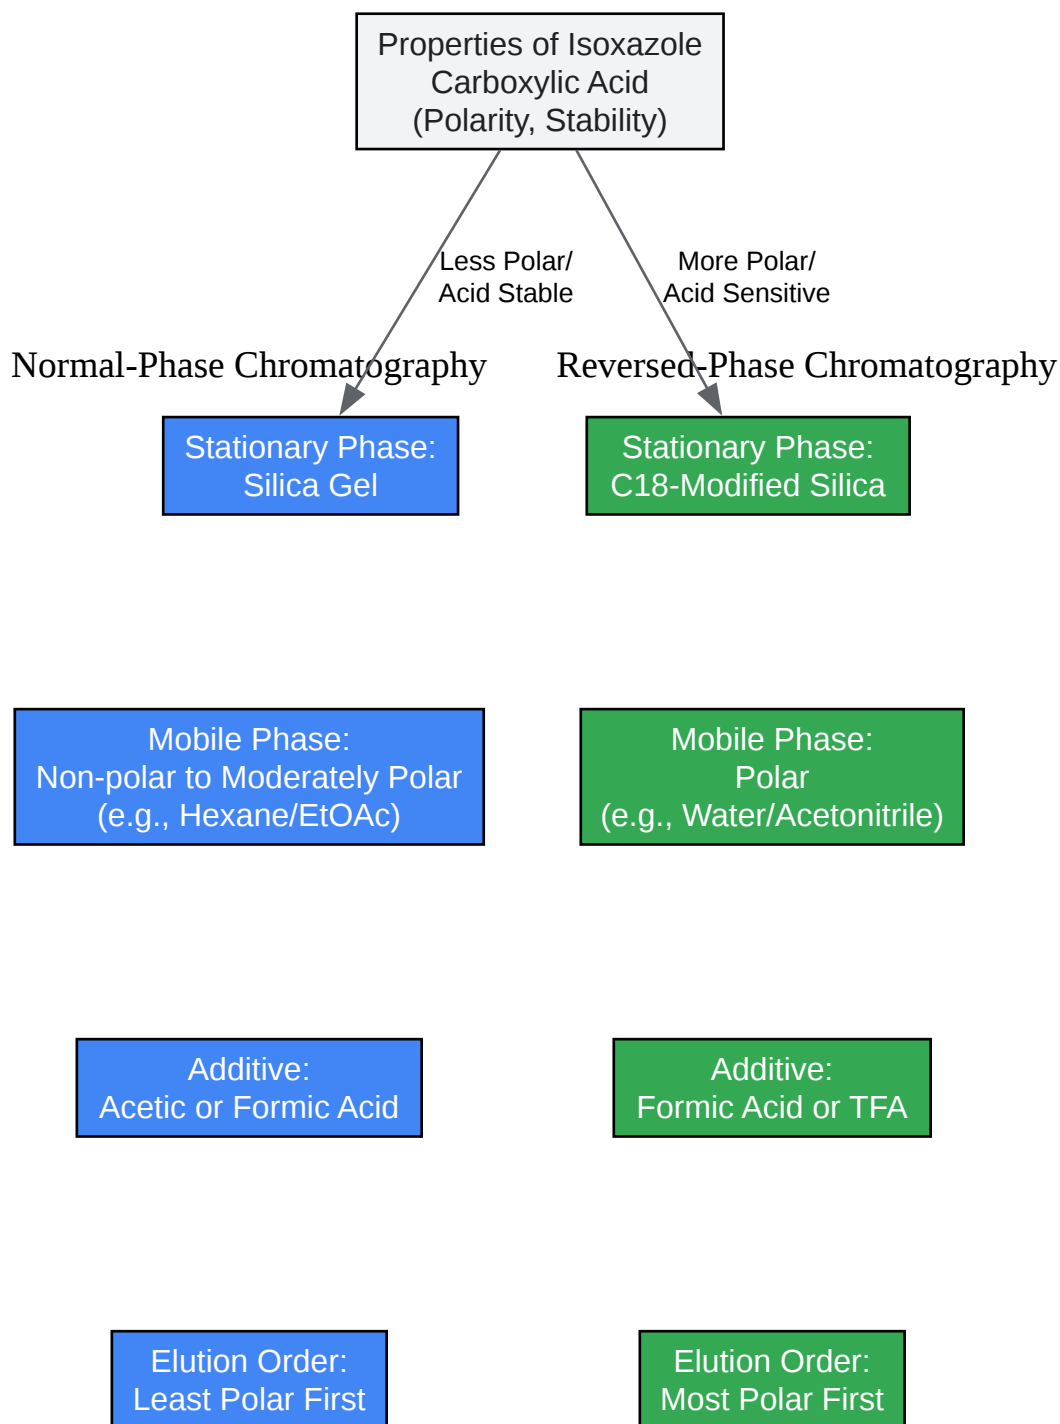 Properties of Isoxazole
Carboxylic Acid
(Polarity, Stability)
Less Polar/
Acid Stable
More Polar/
Acid Sensitive
Normal-Phase Chromatography
Reversed-Phase Chromatography
Stationary Phase:
Silica Gel
Stationary Phase:
C18-Modified Silica
Mobile Phase:
Non-polar to Moderately Polar
(e.g., Hexane/EtOAc)
Mobile Phase:
Polar
(e.g., Water/Acetonitrile)
Additive:
Acetic or Formic Acid
Additive:
Formic Acid or TFA
Elution Order:
Least Polar First
Elution Order:
Most Polar First